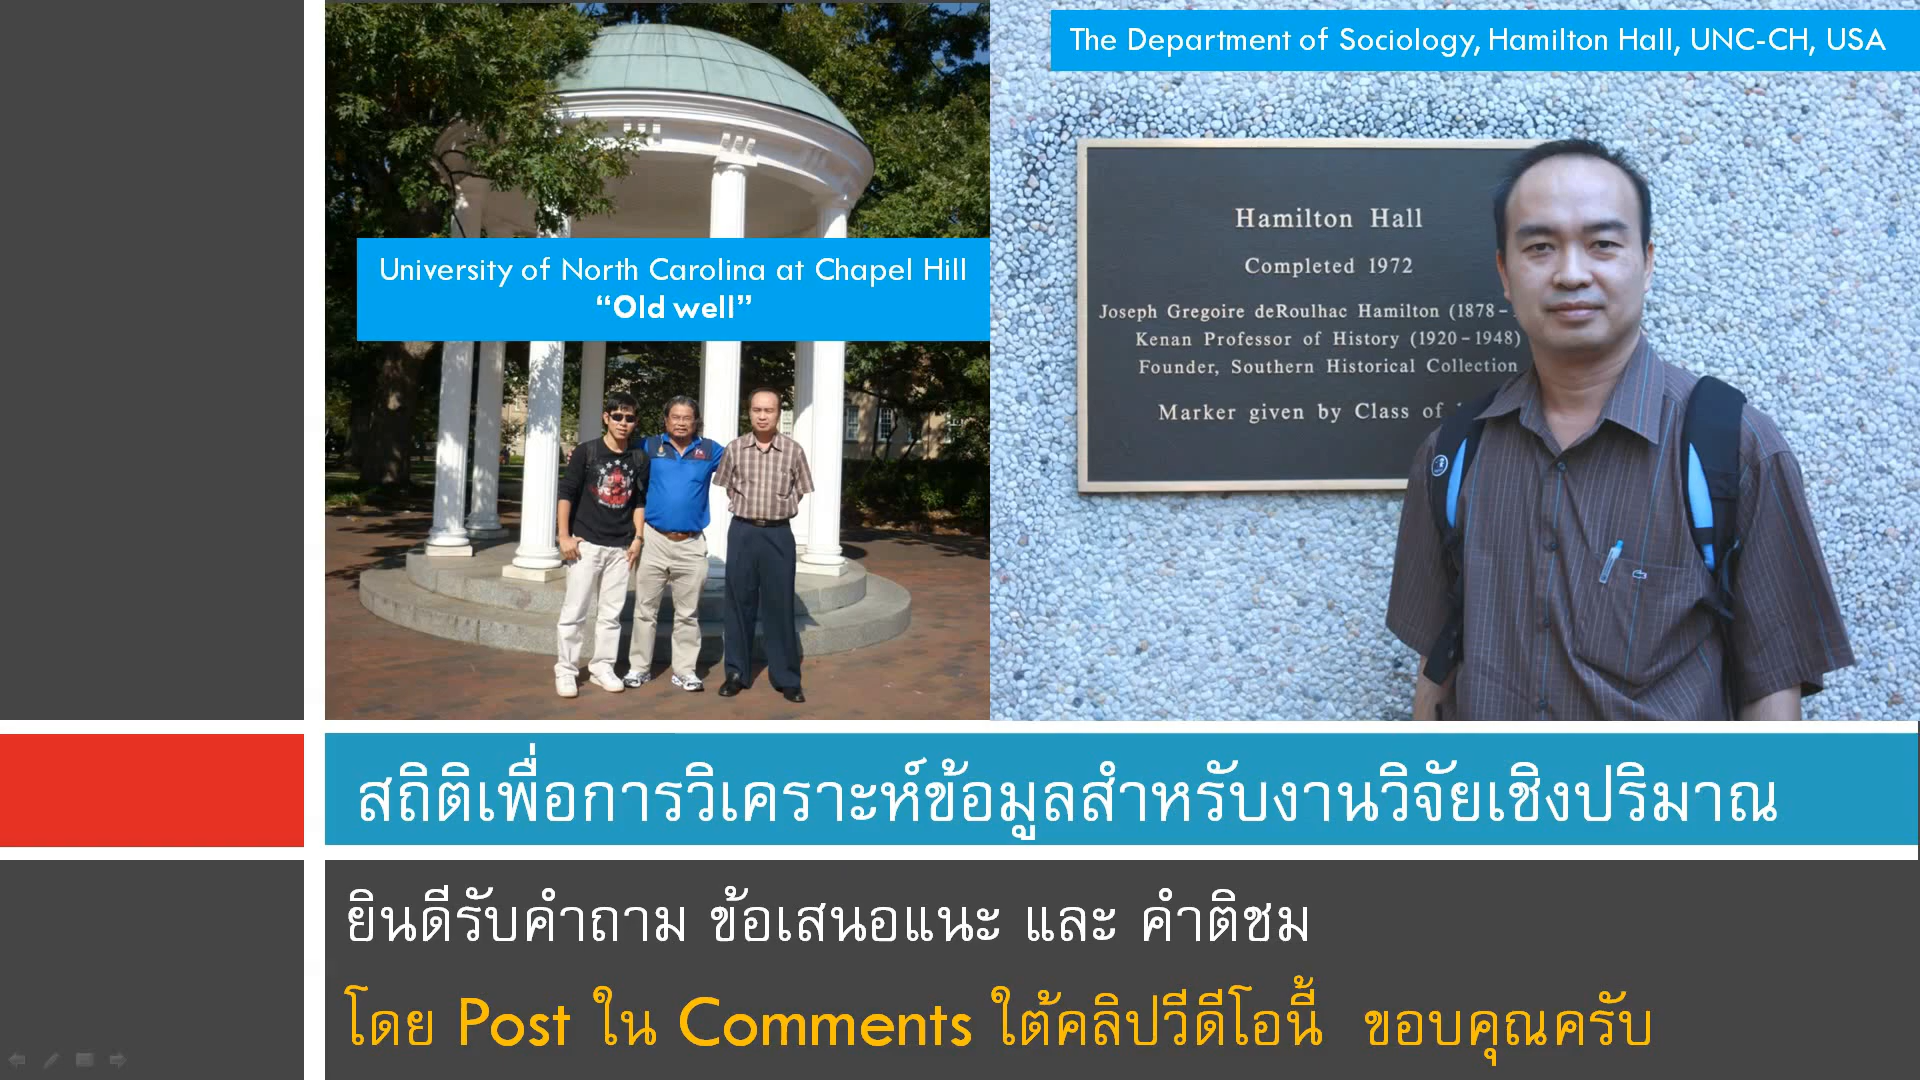 The Department of Sociology, Hamilton Hall, UNC-CH, USA
University of North Carolina at Chapel Hill
“Old well”
Hamilton Hall
Completed 1972
Joseph Gregoire deRoulhac Hamilton (1878–
Kenan Professor of History (1920–1948)
Founder, Southern Historical Collection
Marker given by Class of
สถิติเพื่อการวิเคราะห์ข้อมูลสำหรับงานวิจัยเชิงปริมาณ
ยินดีรับคำถาม ข้อเสนอแนะ และ คำติชม
โดย Post ใน Comments ใต้คลิปวีดีโอนี้ ขอบคุณครับ